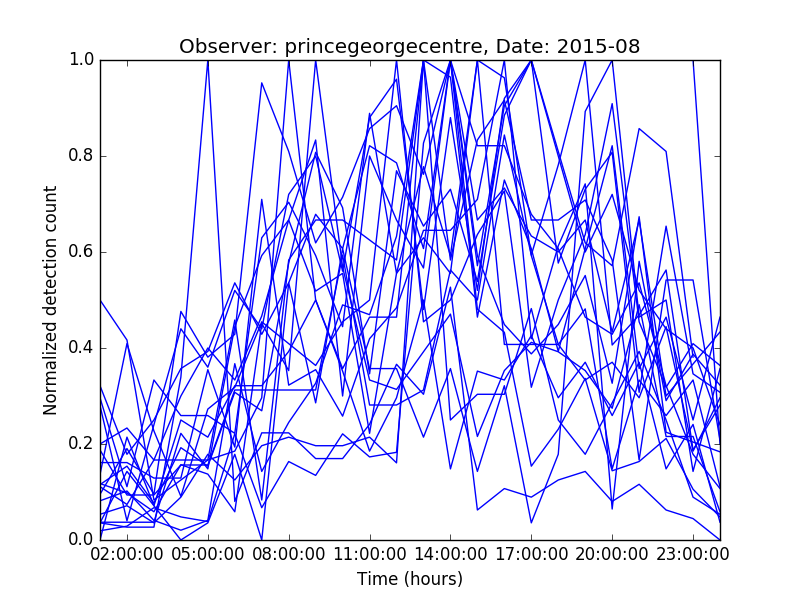 Observer: princegeorgecentre, Date: 2015-08
Normalized detection count
1.0
0.8
0.6
0.4
0.2
0.0
02:00:00 05:00:00 08:00:00 11:00:00 14:00:00 17:00:00 20:00:00 23:00:00
Time (hours)